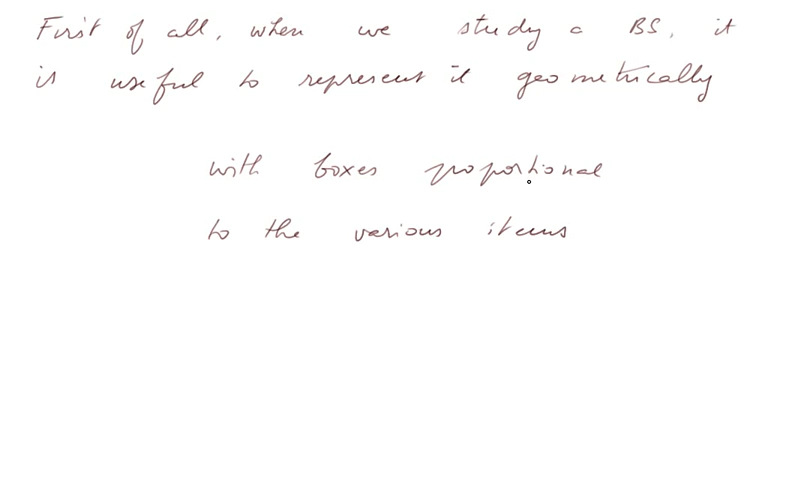 First of all, when we study a BS, it
is useful to represent it geometrically
with boxes proportional
to the various items